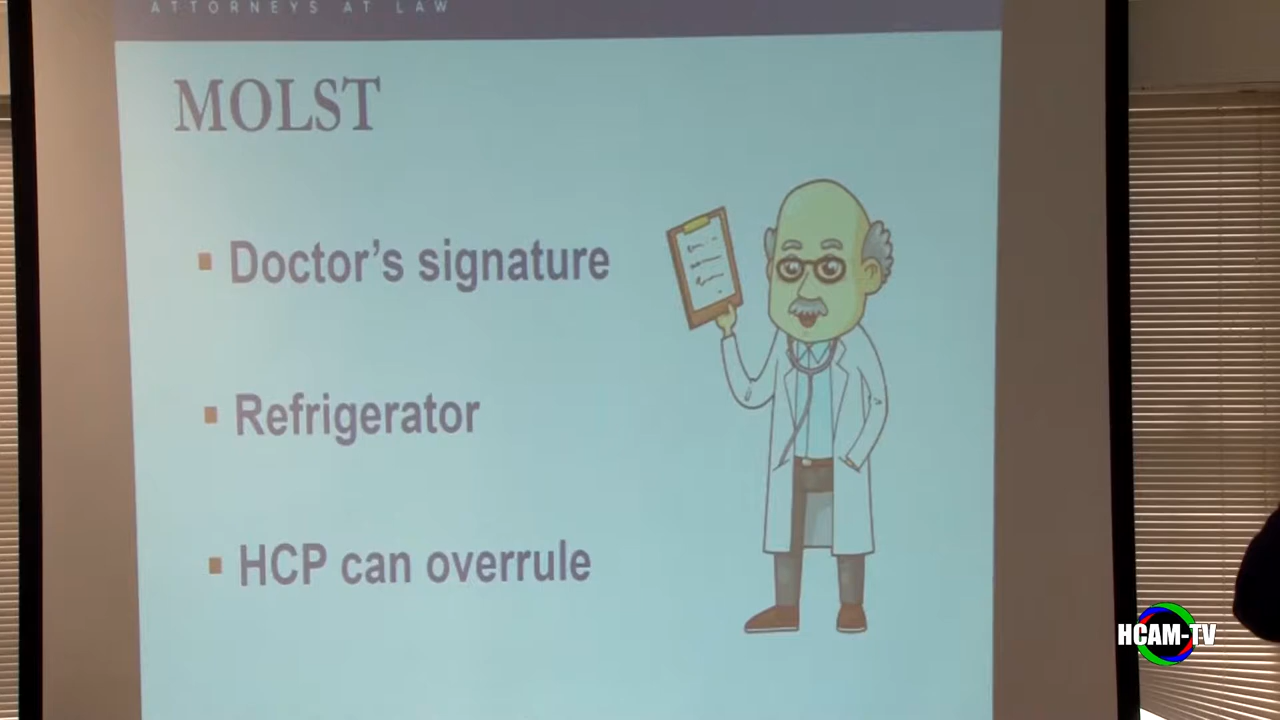 ATTORNEYS AT LAW
MOLST
▪ Doctor's signature
▪ Refrigerator
▪ HCP can overrule
HCAM-TV